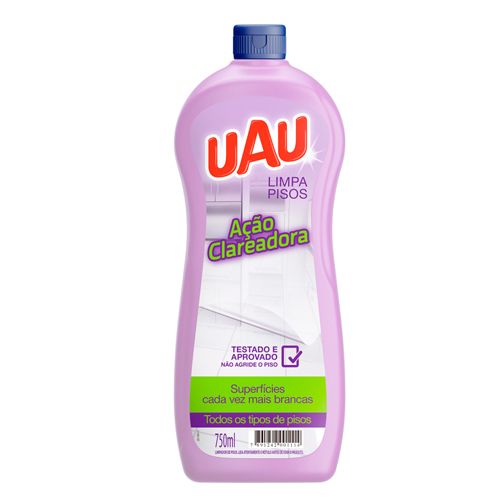 UAU
LIMPA
PISOS
Ação
Clareadora
TESTADO E
APROVADO
NÃO AGRIDE O PISO
Superfícies
cada vez mais brancas
Todos os tipos de pisos
750ml